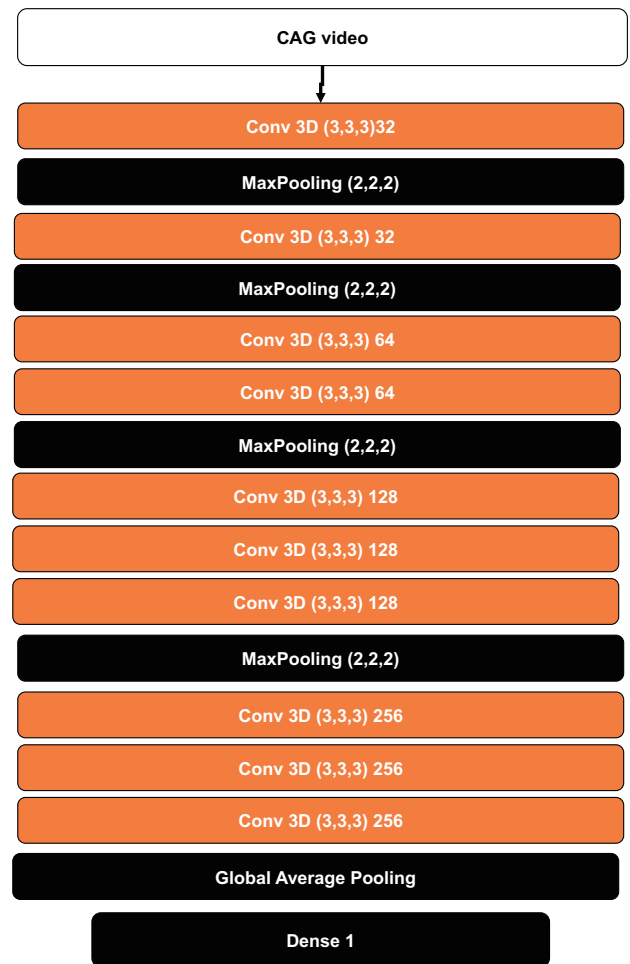 CAG video
Conv 3D (3,3,3)32
MaxPooling (2,2,2)
Conv 3D (3,3,3) 32
MaxPooling (2,2,2)
Conv 3D (3,3,3) 64
Conv 3D (3,3,3) 64
MaxPooling (2,2,2)
Conv 3D (3,3,3) 128
Conv 3D (3,3,3) 128
Conv 3D (3,3,3) 128
MaxPooling (2,2,2)
Conv 3D (3,3,3) 256
Conv 3D (3,3,3) 256
Conv 3D (3,3,3) 256
Global Average Pooling
Dense 1